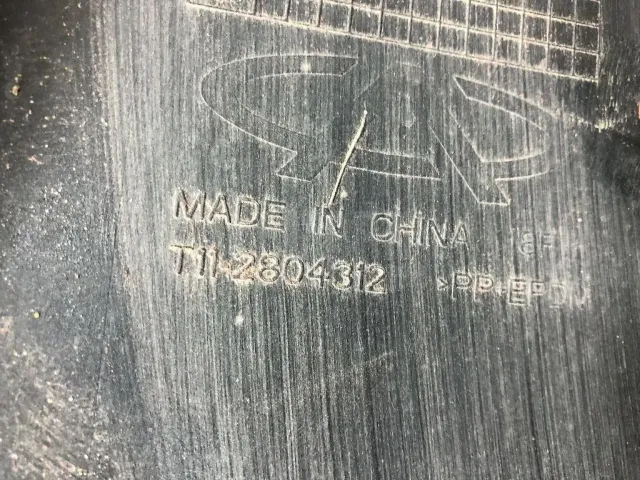 MADE IN CHINA
T11-2804312 >PP+EPDM